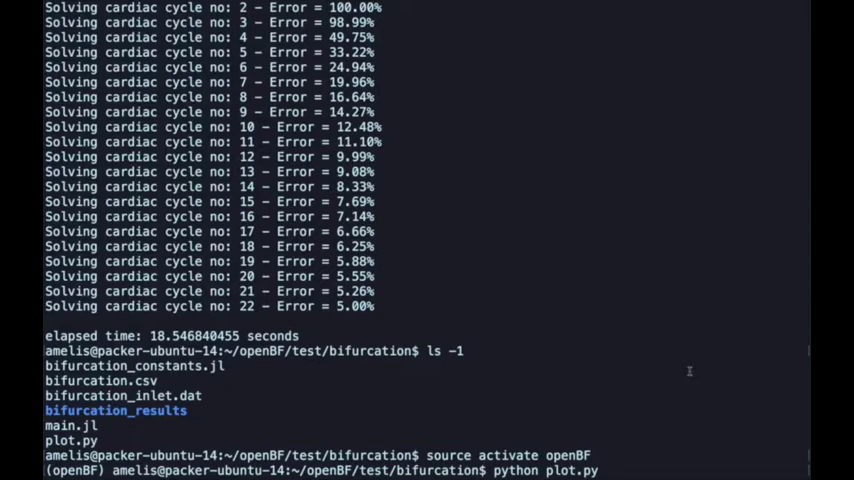 Solving cardiac cycle no: 2 - Error = 100.00%
Solving cardiac cycle no: 3 - Error = 98.99%
Solving cardiac cycle no: 4 - Error = 49.75%
Solving cardiac cycle no: 5 - Error = 33.22%
Solving cardiac cycle no: 6 - Error = 24.94%
Solving cardiac cycle no: 7 - Error = 19.96%
Solving cardiac cycle no: 8 - Error = 16.64%
Solving cardiac cycle no: 9 - Error = 14.27%
Solving cardiac cycle no: 10 - Error = 12.48%
Solving cardiac cycle no: 11 - Error = 11.10%
Solving cardiac cycle no: 12 - Error = 9.99%
Solving cardiac cycle no: 13 - Error = 9.08%
Solving cardiac cycle no: 14 - Error = 8.33%
Solving cardiac cycle no: 15 - Error = 7.69%
Solving cardiac cycle no: 16 - Error = 7.14%
Solving cardiac cycle no: 17 - Error = 6.66%
Solving cardiac cycle no: 18 - Error = 6.25%
Solving cardiac cycle no: 19 - Error = 5.88%
Solving cardiac cycle no: 20 - Error = 5.55%
Solving cardiac cycle no: 21 - Error = 5.26%
Solving cardiac cycle no: 22 - Error = 5.00%
elapsed time: 18.546840455 seconds
amelis@packer-ubuntu-14:~/openBF/test/bifurcation$ ls -1
bifurcation_constants.jl
bifurcation.csv
bifurcation_inlet.dat
bifurcation_results
main.jl
plot.py
amelis@packer-ubuntu-14:~/openBF/test/bifurcation$ source activate openBF
(openBF) amelis@packer-ubuntu-14:~/openBF/test/bifurcation$ python plot.py